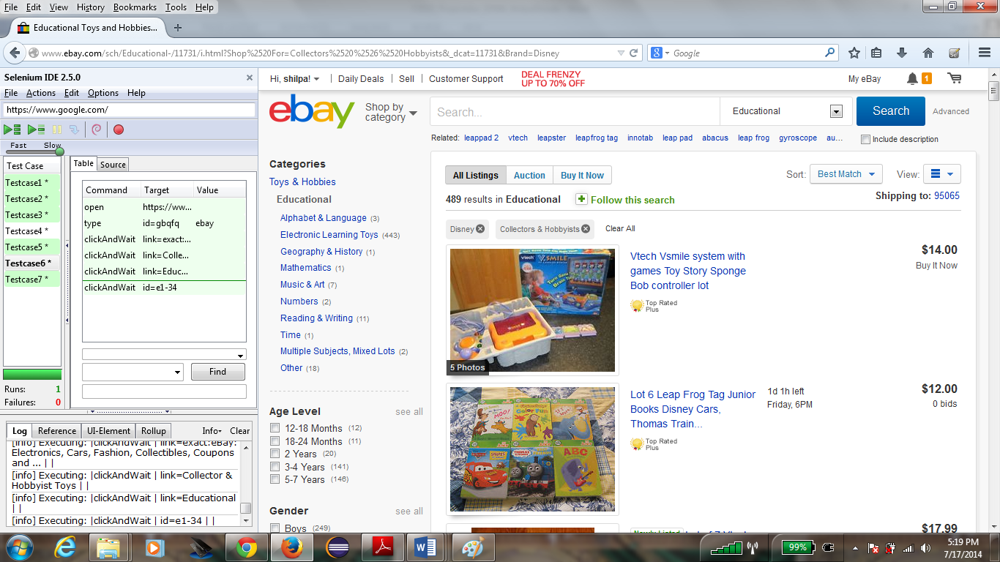 File Edit View History Bookmarks Tools Help
Educational Toys and Hobbies...
www.ebay.com/sch/Educational-/11731/i.html?Shop%2520For=Collectors%2520%2526%2520Hobbyists&_dcat=11731&Brand=Disney
Google
Selenium IDE 2.5.0
File Actions Edit Options Help
https://www.google.com/
Fast Slow
Test Case
Testcase1 *
Testcase2 *
Testcase3 *
Testcase4 *
Testcase5 *
Testcase6 *
Testcase7 *
Runs: 1
Failures: 0
Table Source
Command Target Value
open https://ww...
type id=gbqfq ebay
clickAndWait link=exact:...
clickAndWait link=Colle...
clickAndWait link=Educ...
clickAndWait id=e1-34
Find
Log Reference UI-Element Rollup Info Clear
[info] Executing: |clickAndWait | link=exact:eBay:
Electronics, Cars, Fashion, Collectibles, Coupons
and ... | |
[info] Executing: |clickAndWait | link=Collector &
Hobbyist Toys | |
[info] Executing: |clickAndWait | link=Educational
| |
[info] Executing: |clickAndWait | id=e1-34 | |
Hi, shilpa! | Daily Deals | Sell | Customer Support
DEAL FRENZY
UP TO 70% OFF
My eBay 1
ebay
Shop by
category
Search...
Educational
Search
Advanced
Related: leappad 2 vtech leapster leapfrog tag innotab leap pad abacus leap frog gyroscope au...
Include description
Categories
Toys & Hobbies
Educational
Alphabet & Language (3)
Electronic Learning Toys (443)
Geography & History (1)
Mathematics (1)
Music & Art (7)
Numbers (2)
Reading & Writing (11)
Time (1)
Multiple Subjects, Mixed Lots (2)
Other (18)
Age Level see all
12-18 Months (12)
18-24 Months (11)
2 Years (20)
3-4 Years (141)
5-7 Years (146)
Gender see all
Boys (249)
All Listings Auction Buy It Now
Sort: Best Match View:
489 results in Educational
Follow this search
Shipping to: 95065
Disney Collectors & Hobbyists Clear All
vtech V.SMILE
5 Photos
Vtech Vsmile system with
games Toy Story Sponge
Bob controller lot
Top Rated
Plus
$14.00
Buy It Now
MOO!
Color Fun
THOMAS
ABC
Lot 6 Leap Frog Tag Junior
Books Disney Cars,
Thomas Train...
Top Rated
Plus
1d 1h left
Friday, 6PM
$12.00
0 bids
$17.99
99%
5:19 PM
7/17/2014